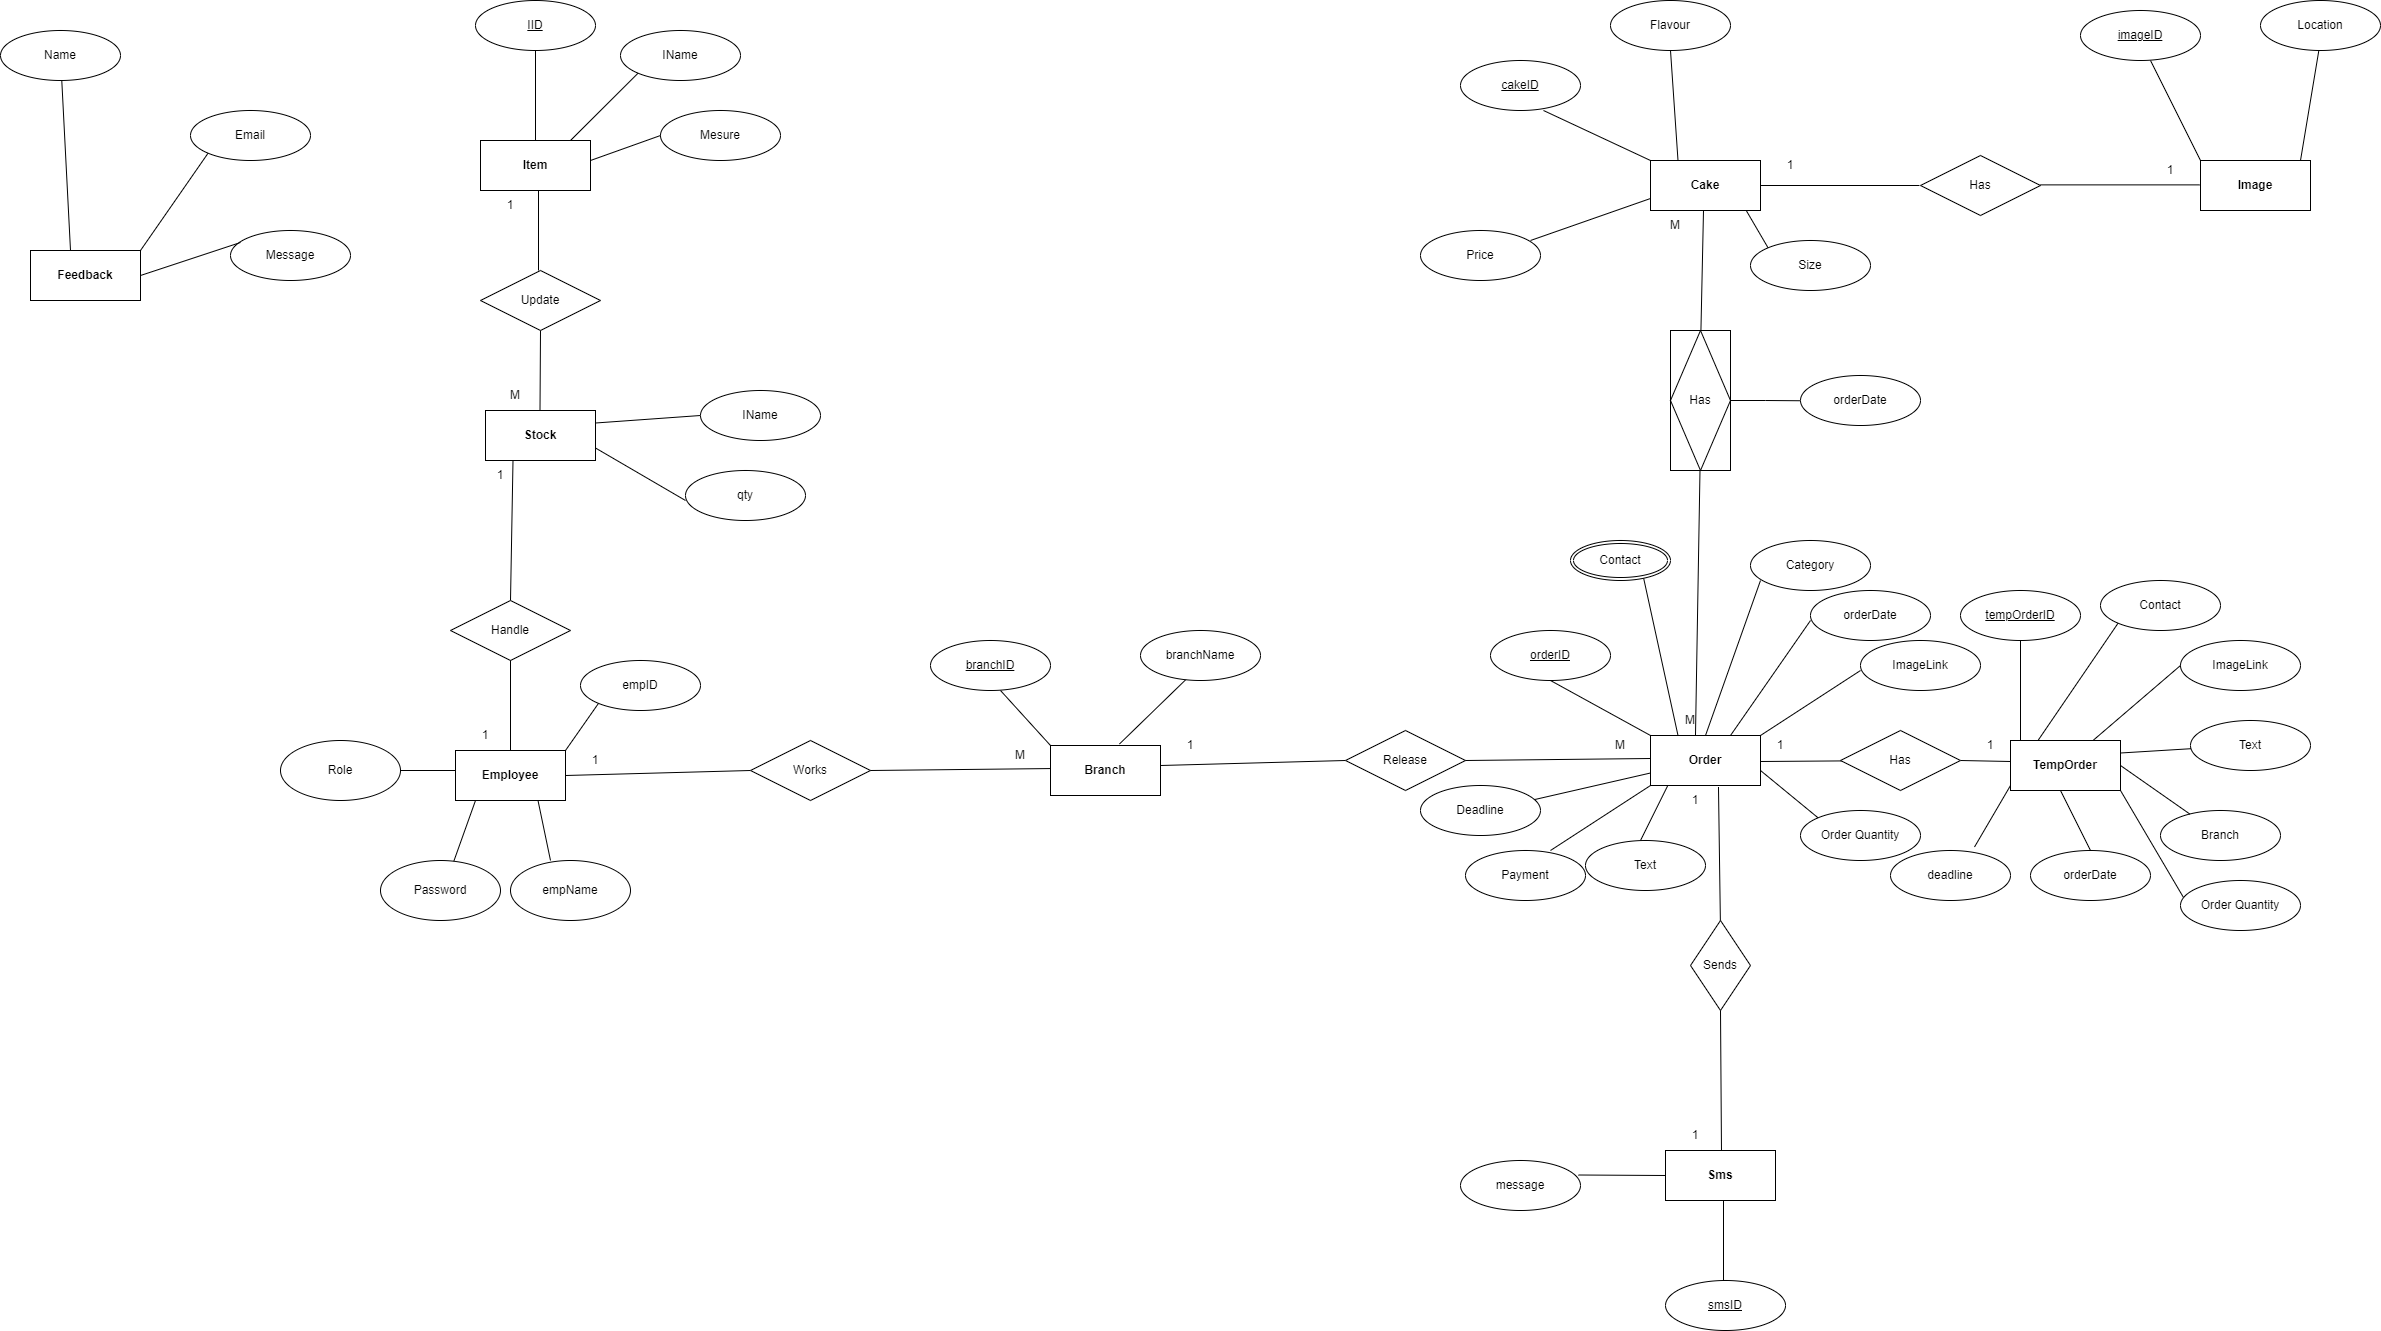 IID
Flavour
Location
imageID
Name
IName
cakeID
Email
Mesure
Item
1
1
Cake
Has
Image
1
M
Message
Price
Size
Feedback
Update
M
Has
orderDate
IName
Stock
1
qty
Contact
Category
Contact
orderDate
tempOrderID
Handle
branchID
branchName
orderID
ImageLink
ImageLink
empID
M
1
1
M
1
M
1
1
Text
Role
Employee
Works
Branch
Release
Order
Has
TempOrder
1
Deadline
Order Quantity
Branch
Password
empName
Payment
Text
deadline
orderDate
Order Quantity
Sends
1
message
Sms
smsID